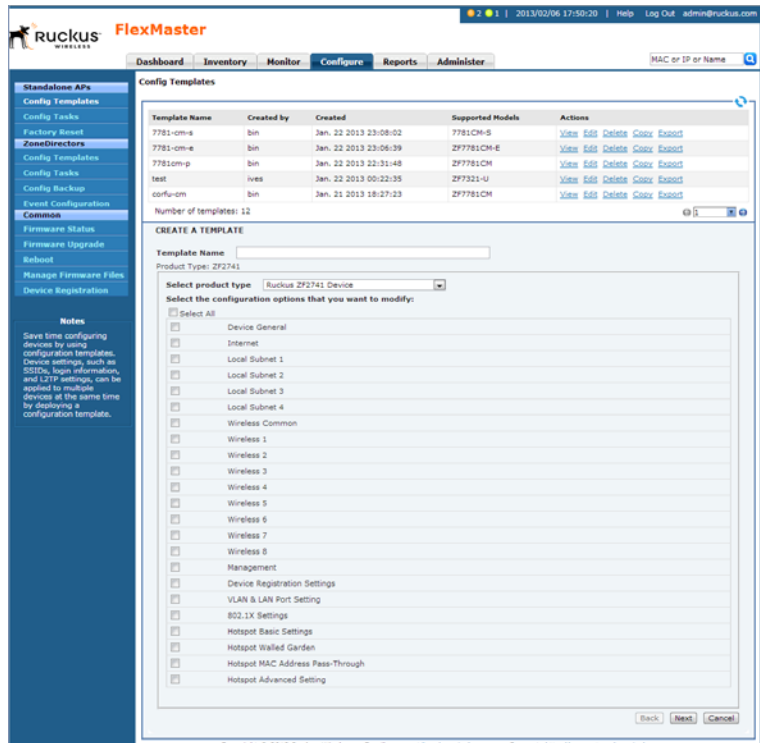 2 1 | 2013/02/06 17:50:20 | Help Log Out admin@ruckus.com
Ruckus WIRELESS
FlexMaster
Dashboard Inventory Monitor Configure Reports Administer
MAC or IP or Name
Standalone APs
Config Templates
Config Tasks
Factory Reset
ZoneDirectors
Config Templates
Config Tasks
Config Backup
Event Configuration
Common
Firmware Status
Firmware Upgrade
Reboot
Manage Firmware Files
Device Registration
Notes
Save time configuring
devices by using
configuration templates.
Device settings, such as
SSIDs, login information,
and L2TP settings, can be
applied to multiple
devices at the same time
by deploying a
configuration template.
Config Templates
Template Name Created by Created Supported Models Actions
7781-cm-s bin Jan. 22 2013 23:08:02 7781CM-S View Edit Delete Copy Export
7781-cm-e bin Jan. 22 2013 23:06:39 ZF7781CM-E View Edit Delete Copy Export
7781cm-p bin Jan. 22 2013 22:31:48 ZF7781CM View Edit Delete Copy Export
test ives Jan. 22 2013 00:22:35 ZF7321-U View Edit Delete Copy Export
corfu-cm bin Jan. 21 2013 18:27:23 ZF7781CM View Edit Delete Copy Export
Number of templates: 12
1
CREATE A TEMPLATE
Template Name
Product Type: ZF2741
Select product type Ruckus ZF2741 Device
Select the configuration options that you want to modify:
Select All
Device General
Internet
Local Subnet 1
Local Subnet 2
Local Subnet 3
Local Subnet 4
Wireless Common
Wireless 1
Wireless 2
Wireless 3
Wireless 4
Wireless 5
Wireless 6
Wireless 7
Wireless 8
Management
Device Registration Settings
VLAN & LAN Port Setting
802.1X Settings
Hotspot Basic Settings
Hotspot Walled Garden
Hotspot MAC Address Pass-Through
Hotspot Advanced Setting
Back Next Cancel